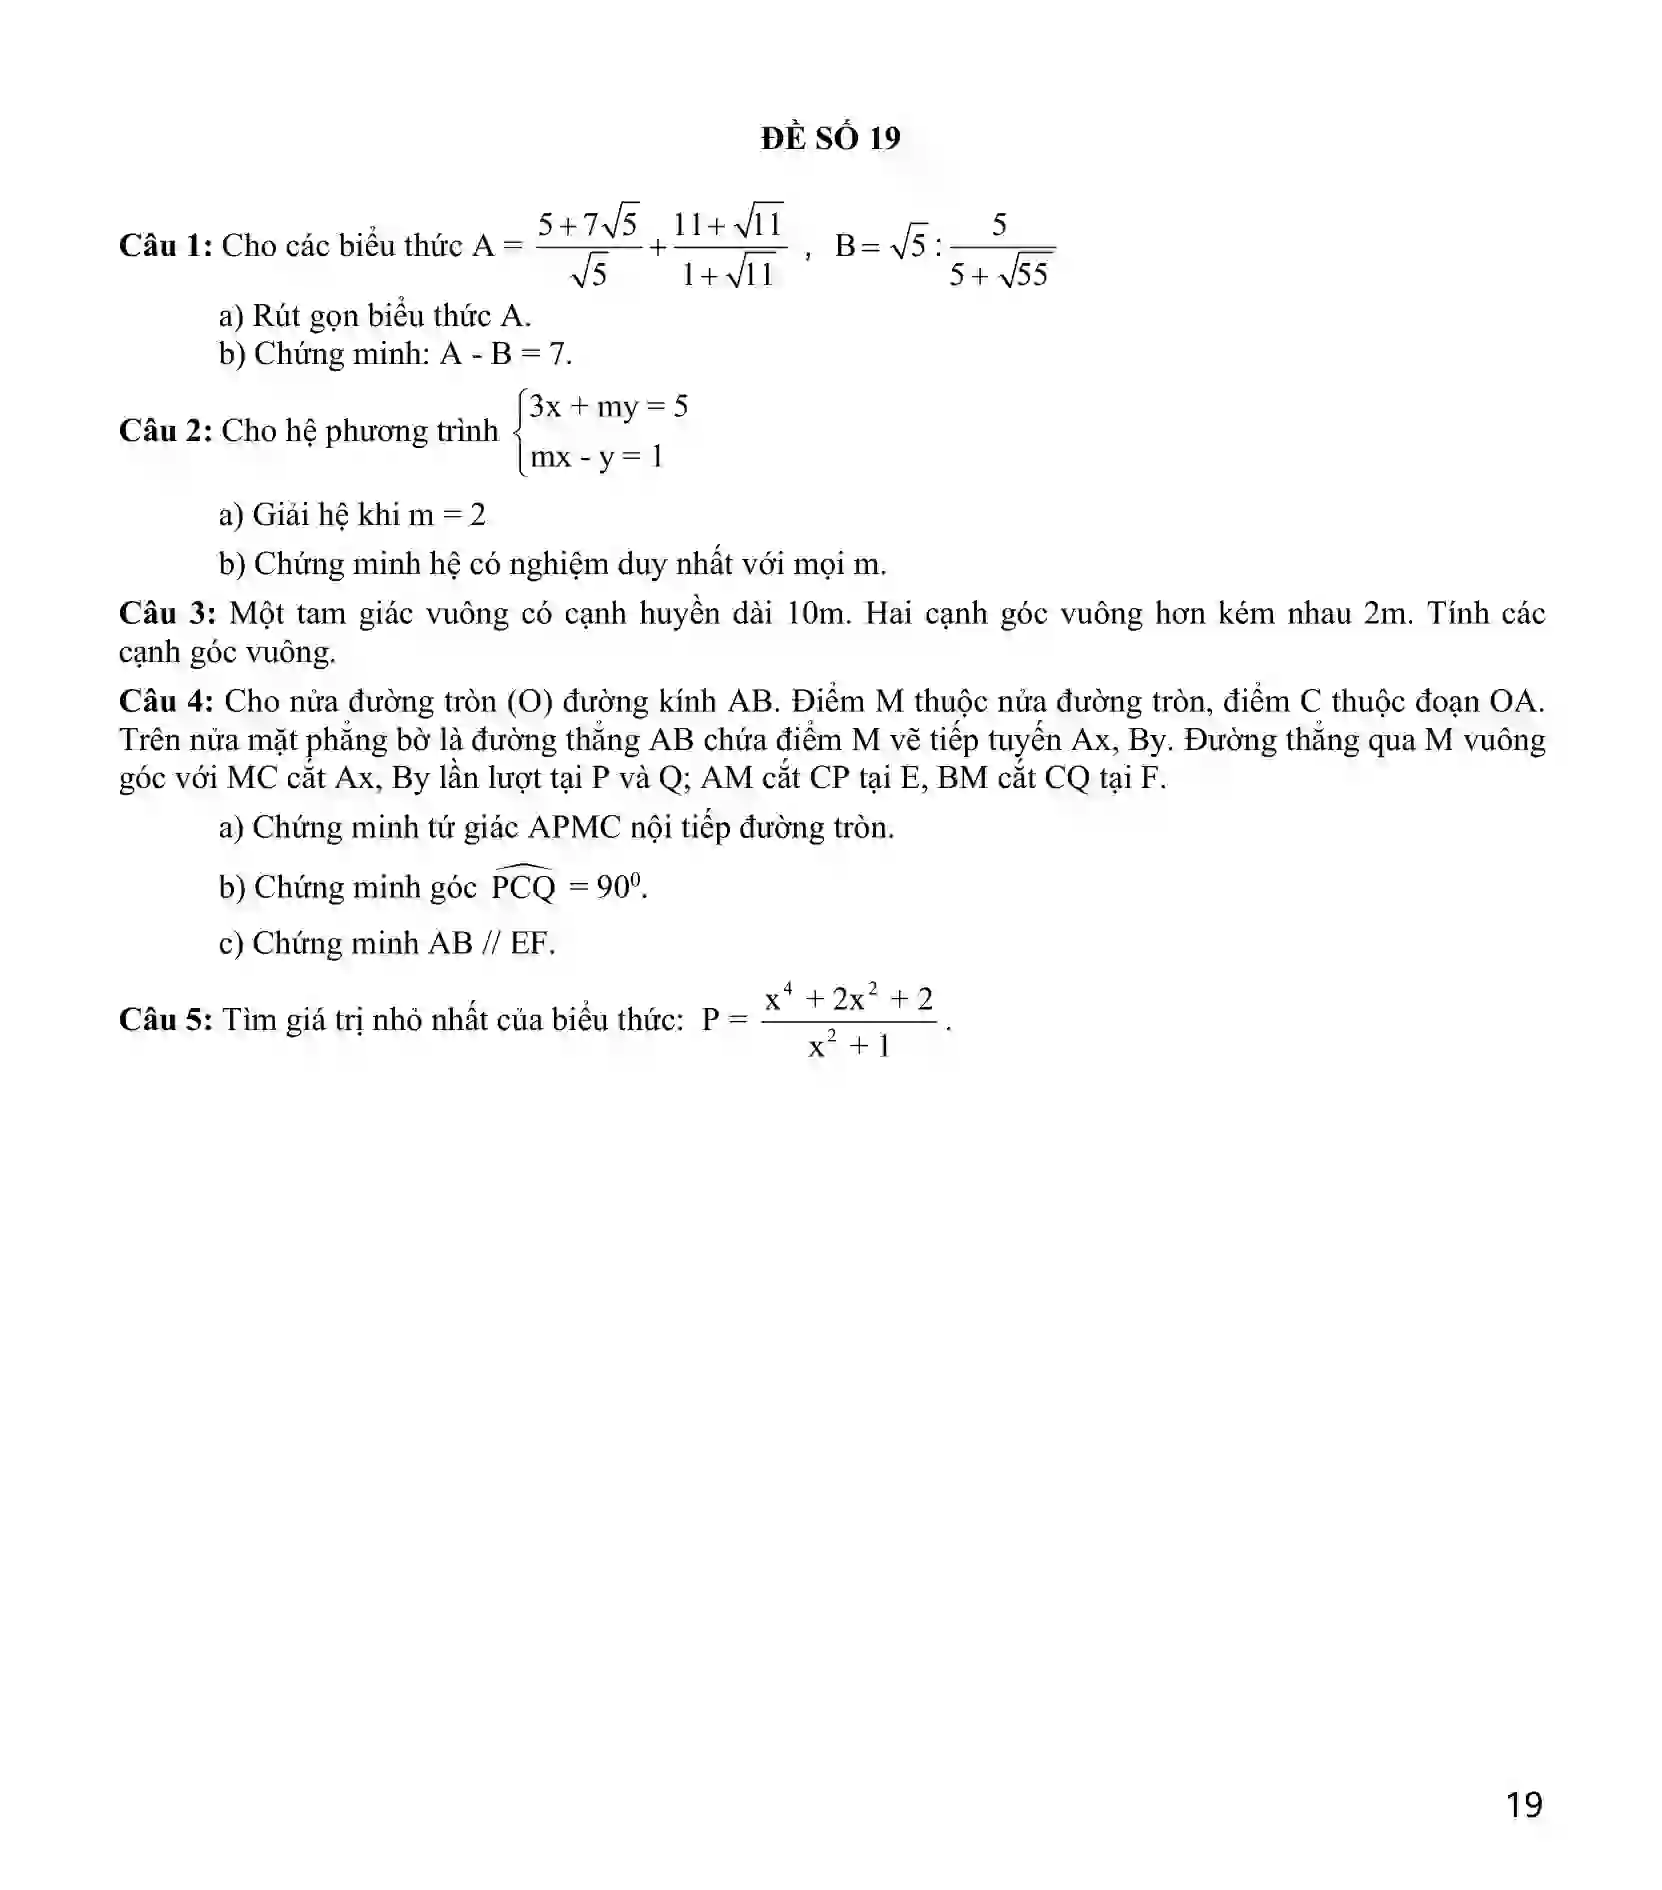 ĐỀ SỐ 19
Câu 1: Cho các biểu thức A = \frac{5+7\sqrt{5}}{\sqrt{5}} + \frac{11+\sqrt{11}}{1+\sqrt{11}} , B = \sqrt{5} : \frac{5}{5+\sqrt{55}}
a) Rút gọn biểu thức A.
b) Chứng minh: A - B = 7.
Câu 2: Cho hệ phương trình \begin{cases} 3x + my = 5 \\ mx - y = 1 \end{cases}
a) Giải hệ khi m = 2
b) Chứng minh hệ có nghiệm duy nhất với mọi m.
Câu 3: Một tam giác vuông có cạnh huyền dài 10m. Hai cạnh góc vuông hơn kém nhau 2m. Tính các
cạnh góc vuông.
Câu 4: Cho nửa đường tròn (O) đường kính AB. Điểm M thuộc nửa đường tròn, điểm C thuộc đoạn OA.
Trên nửa mặt phẳng bờ là đường thẳng AB chứa điểm M vẽ tiếp tuyến Ax, By. Đường thẳng qua M vuông
góc với MC cắt Ax, By lần lượt tại P và Q; AM cắt CP tại E, BM cắt CQ tại F.
a) Chứng minh tứ giác APMC nội tiếp đường tròn.
b) Chứng minh góc \widehat{PCQ} = 90⁰.
c) Chứng minh AB // EF.
Câu 5: Tìm giá trị nhỏ nhất của biểu thức: P = \frac{x^4 + 2x^2 + 2}{x^2 + 1} .
19